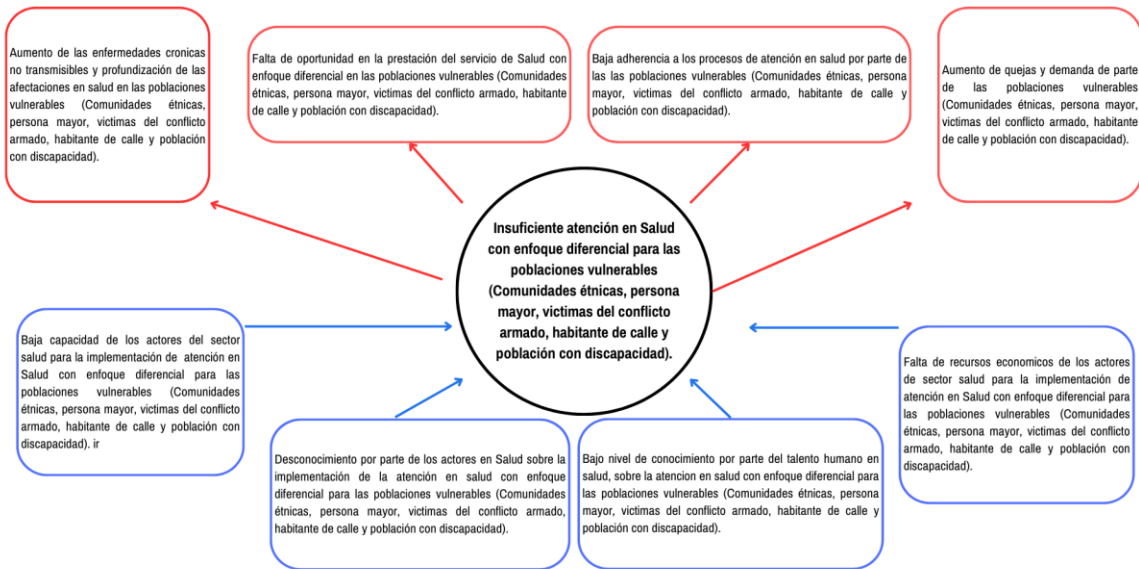 Aumento de las enfermedades cronicas
no transmisibles y profundización de las
afectaciones en salud en las poblaciones
vulnerables (Comunidades étnicas,
persona mayor, victimas del conflicto
armado, habitante de calle y población
con discapacidad).
Falta de oportunidad en la prestación del servicio de Salud con
enfoque diferencial en las poblaciones vulnerables (Comunidades
étnicas, persona mayor, victimas del conflicto armado, habitante
de calle y población con discapacidad).
Baja adherencia a los procesos de atención en salud por parte de
las las poblaciones vulnerables (Comunidades étnicas, persona
mayor, victimas del conflicto armado, habitante de calle y
población con discapacidad).
Aumento de quejas y demanda de parte
de las poblaciones vulnerables
(Comunidades étnicas, persona mayor,
victimas del conflicto armado, habitante
de calle y población con discapacidad).
Insuficiente atención en Salud
con enfoque diferencial para las
poblaciones vulnerables
(Comunidades étnicas, persona
mayor, victimas del conflicto
armado, habitante de calle y
población con discapacidad).
Baja capacidad de los actores del sector
salud para la implementación de atención en
Salud con enfoque diferencial para las
poblaciones vulnerables (Comunidades
étnicas, persona mayor, victimas del conflicto
armado, habitante de calle y población con
discapacidad). ir
Desconocimiento por parte de los actores en Salud sobre la
implementación de la atención en salud con enfoque
diferencial para las poblaciones vulnerables (Comunidades
étnicas, persona mayor, victimas del conflicto armado,
habitante de calle y población con discapacidad).
Bajo nivel de conocimiento por parte del talento humano en
salud, sobre la atencion en salud con enfoque diferencial para
las poblaciones vulnerables (Comunidades étnicas, persona
mayor, victimas del conflicto armado, habitante de calle y
población con discapacidad).
Falta de recursos economicos de los actores
de sector salud para la implementación de
atención en Salud con enfoque diferencial para
las poblaciones vulnerables (Comunidades
étnicas, persona mayor, victimas del conflicto
armado, habitante de calle y población con
discapacidad).